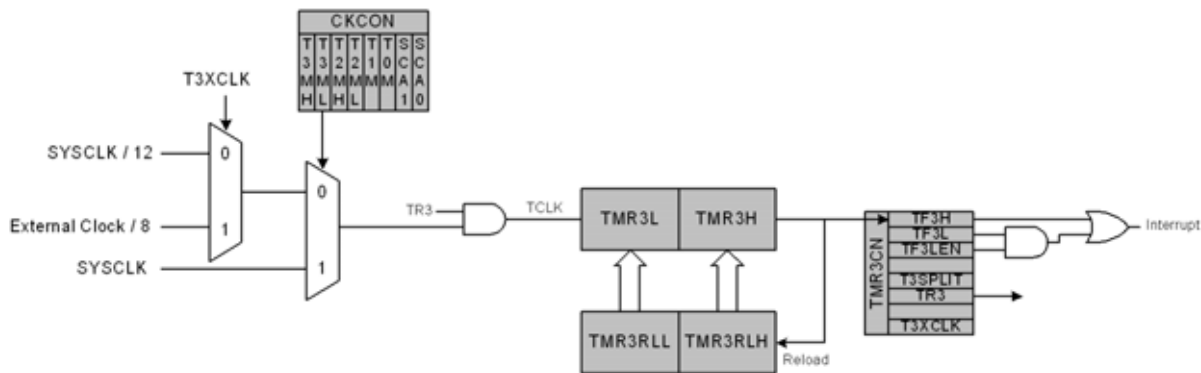 CKCON
T3MH
T3ML
T2MH
T2ML
T1M
T0M
SCA1
SCA0
T3XCLK
SYSCLK / 12
0
External Clock / 8
1
SYSCLK
0
1
TR3
TCLK
TMR3L
TMR3H
TMR3RLL
TMR3RLH
Reload
TMR3CN
TF3H
TF3L
TF3LEN
T3SPLIT
TR3
T3XCLK
Interrupt